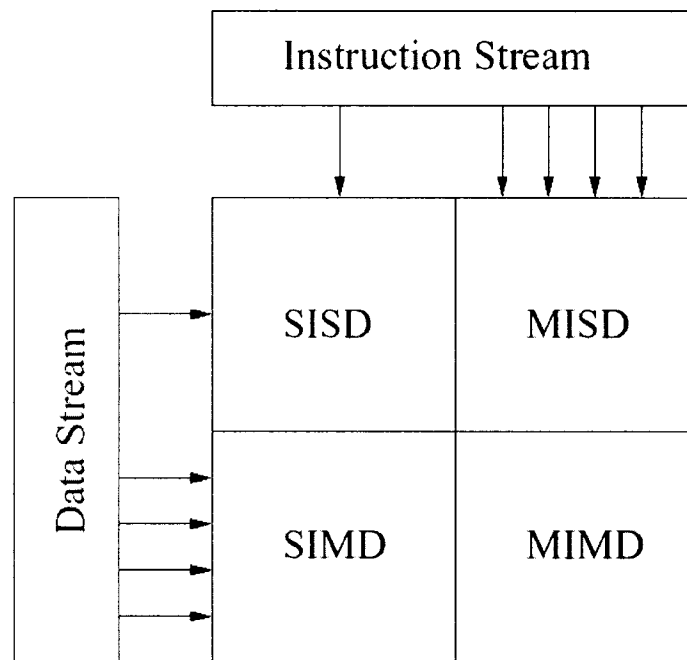 Instruction Stream
Data Stream
SISD
MISD
SIMD
MIMD